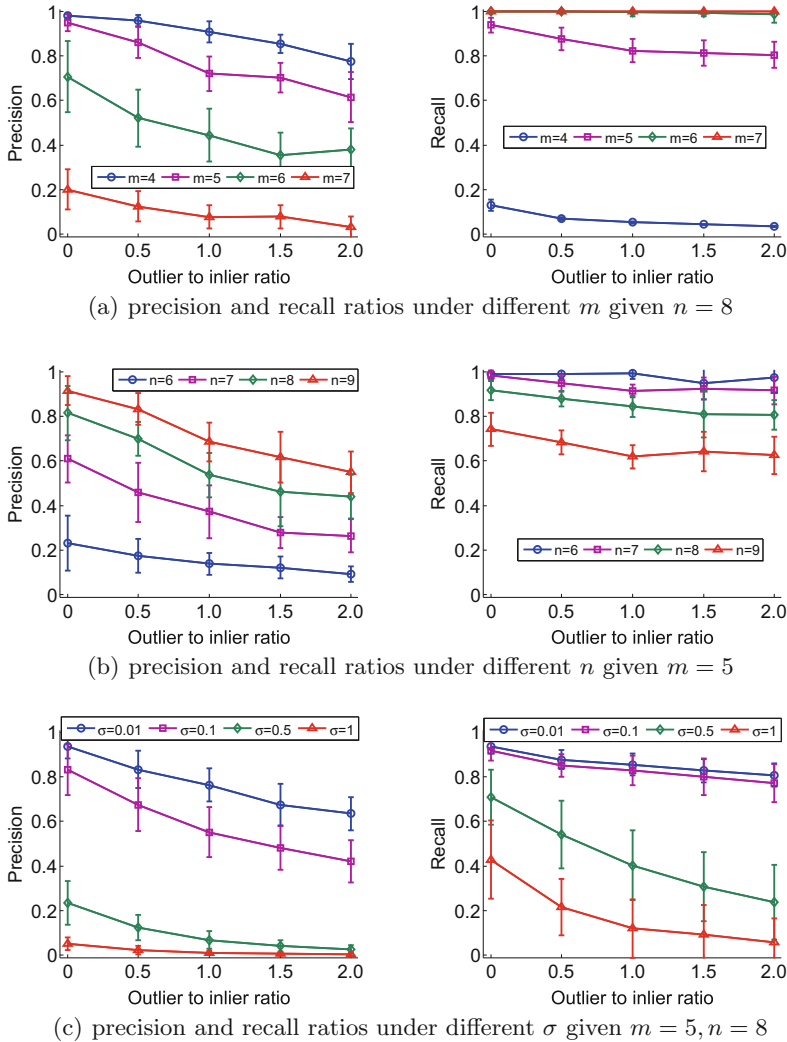 Precision
1
0.8
0.6
0.4
0.2
0
m=4 m=5 m=6 m=7
0 0.5 1.0 1.5 2.0
Outlier to inlier ratio
Recall
1
0.8
0.6
0.4
0.2
0
m=4 m=5 m=6 m=7
0 0.5 1.0 1.5 2.0
Outlier to inlier ratio
(a) precision and recall ratios under different m given n = 8
Precision
1
0.8
0.6
0.4
0.2
0
n=6 n=7 n=8 n=9
0 0.5 1.0 1.5 2.0
Outlier to inlier ratio
Recall
1
0.8
0.6
0.4
0.2
0
n=6 n=7 n=8 n=9
0 0.5 1.0 1.5 2.0
Outlier to inlier ratio
(b) precision and recall ratios under different n given m = 5
Precision
σ=0.01 σ=0.1 σ=0.5 σ=1
1
0.8
0.6
0.4
0.2
0
0 0.5 1.0 1.5 2.0
Outlier to inlier ratio
Recall
σ=0.01 σ=0.1 σ=0.5 σ=1
1
0.8
0.6
0.4
0.2
0
0 0.5 1.0 1.5 2.0
Outlier to inlier ratio
(c) precision and recall ratios under different σ given m = 5, n = 8